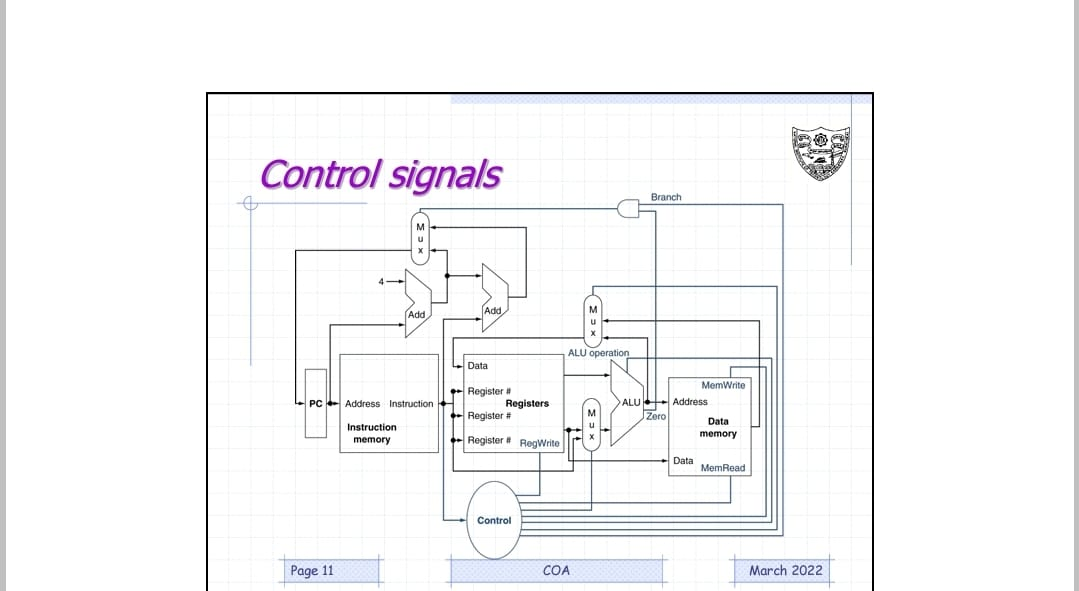 Control signals
Branch
M
u
x
4
Add
Add
M
u
x
ALU operation
Data
Register #
Registers
Register #
Register #
RegWrite
PC
Address
Instruction
Instruction
memory
M
u
x
ALU
Zero
MemWrite
Address
Data
memory
Data
MemRead
Control
Page 11
COA
March 2022